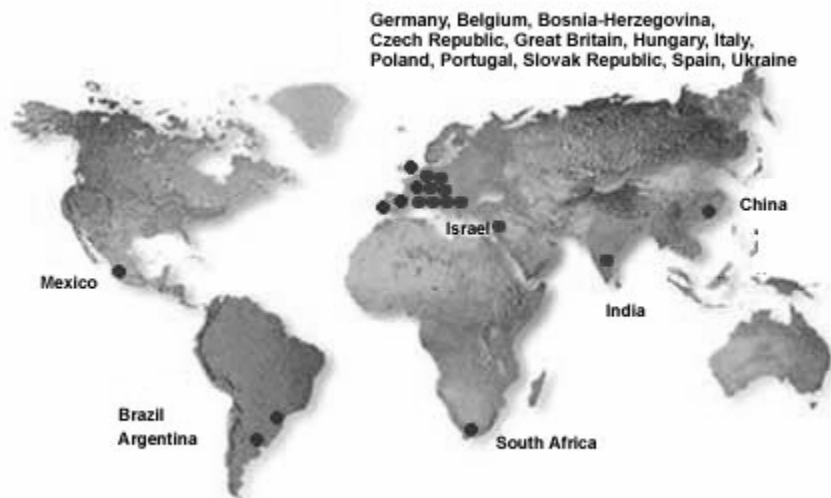 Germany, Belgium, Bosnia-Herzegovina,
Czech Republic, Great Britain, Hungary, Italy,
Poland, Portugal, Slovak Republic, Spain, Ukraine
China
Israel
Mexico
India
Brazil
Argentina
South Africa